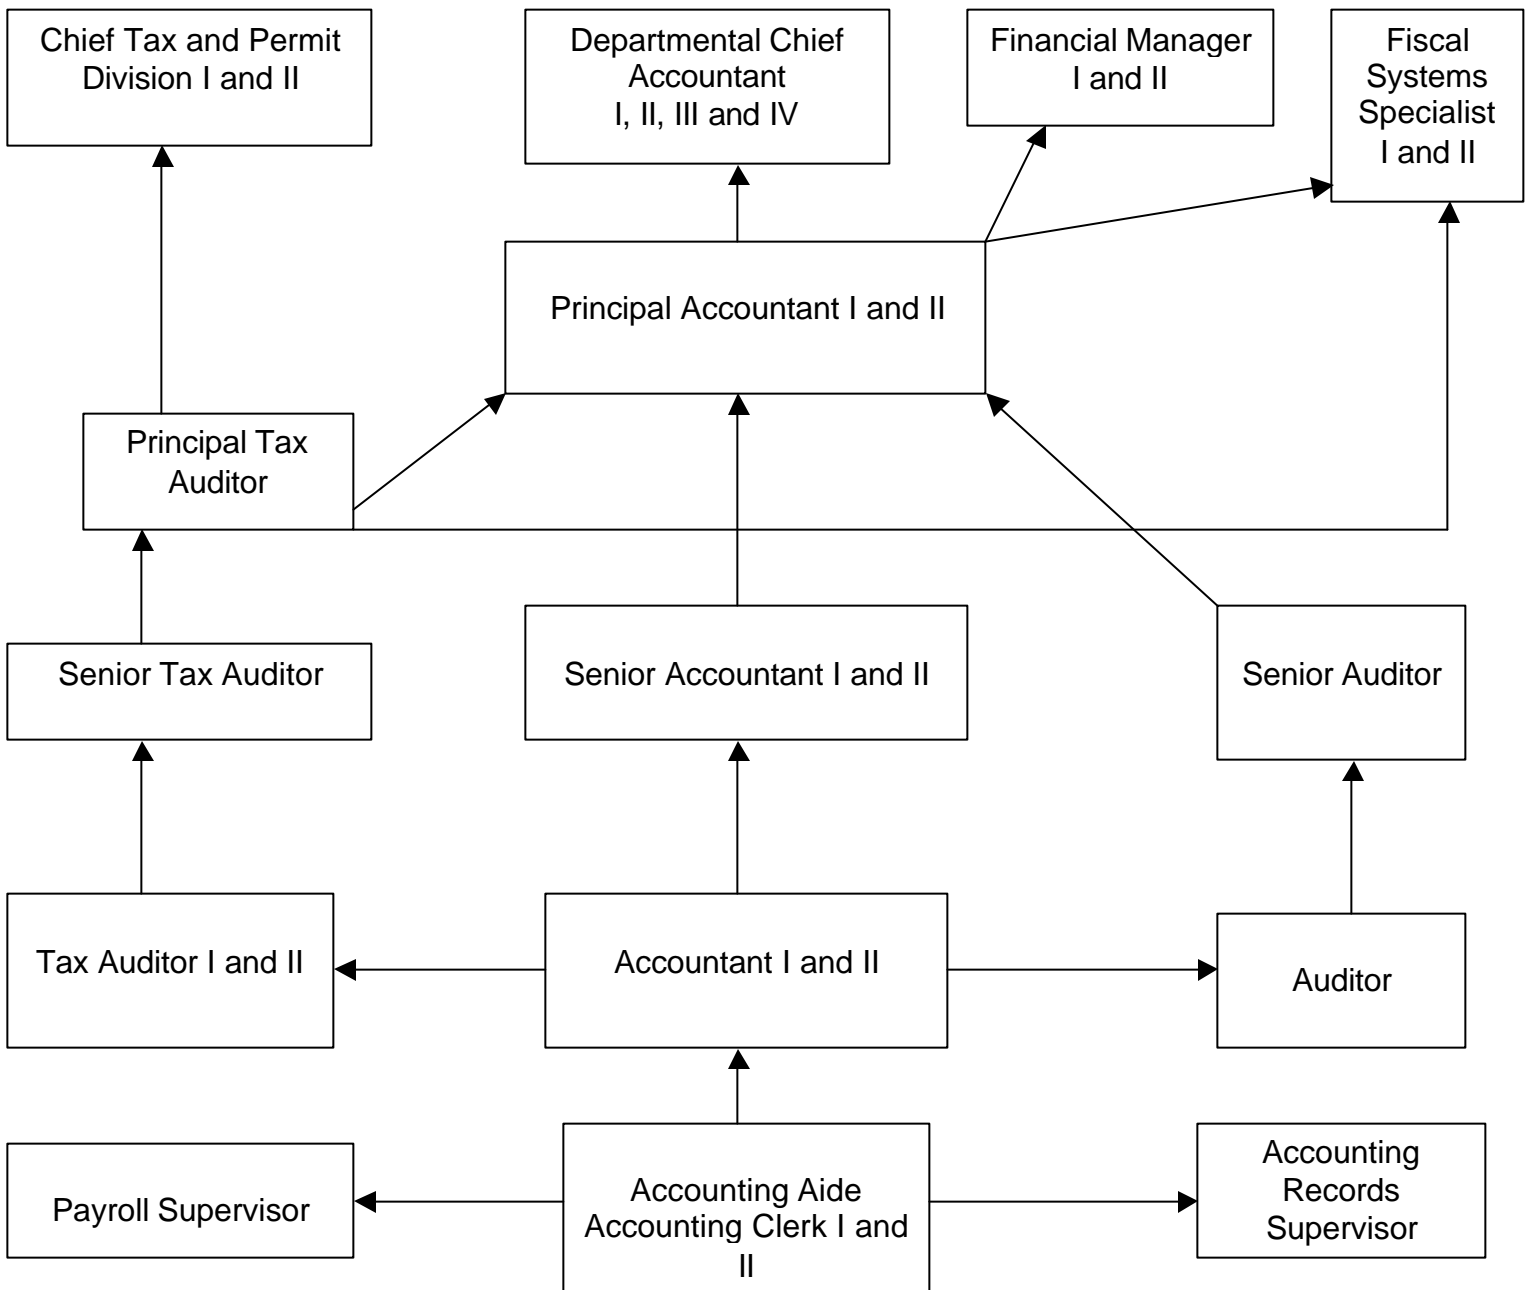 Chief Tax and Permit
Division I and II
Departmental Chief
Accountant
I, II, III and IV
Financial Manager
I and II
Fiscal
Systems
Specialist
I and II
Principal Accountant I and II
Principal Tax
Auditor
Senior Tax Auditor
Senior Accountant I and II
Senior Auditor
Tax Auditor I and II
Accountant I and II
Auditor
Payroll Supervisor
Accounting Aide
Accounting Clerk I and
II
Accounting
Records
Supervisor